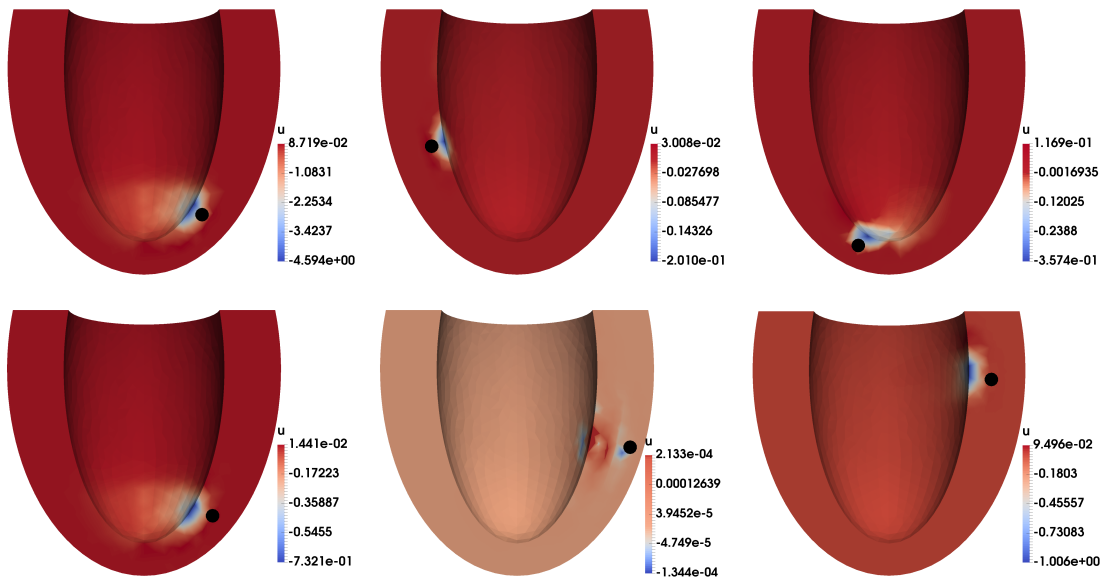 u
8.719e-02
-1.0831
-2.2534
-3.4237
-4.594e+00
u
3.008e-02
-0.027698
-0.085477
-0.14326
-2.010e-01
u
1.169e-01
-0.0016935
-0.12025
-0.2388
-3.574e-01
u
1.441e-02
-0.17223
-0.35887
-0.5455
-7.321e-01
u
2.133e-04
0.00012639
3.9452e-5
-4.749e-5
-1.344e-04
u
9.496e-02
-0.1803
-0.45557
-0.73083
-1.006e+00